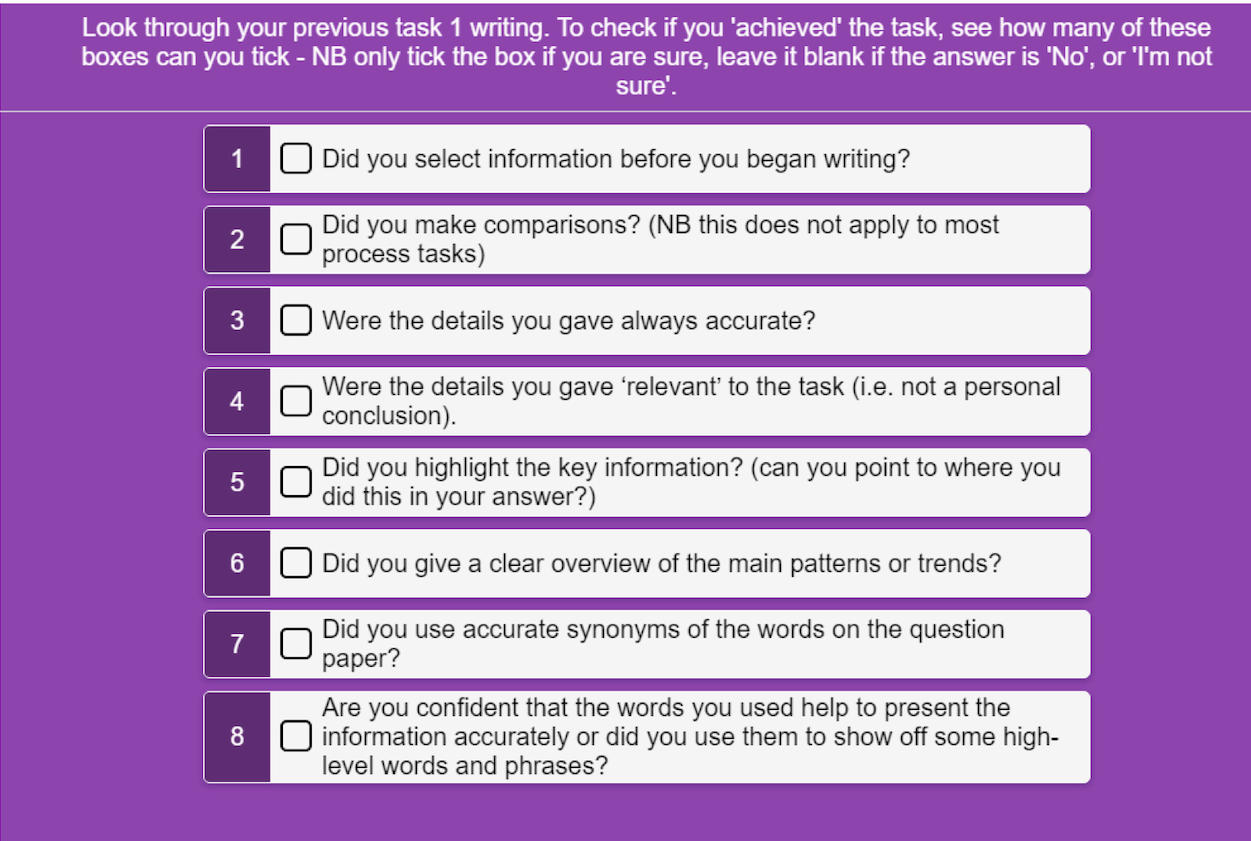 Look through your previous task 1 writing. To check if you 'achieved' the task, see how many of these
boxes can you tick - NB only tick the box if you are sure, leave it blank if the answer is 'No', or 'I'm not
sure'.
1 Did you select information before you began writing?
2 Did you make comparisons? (NB this does not apply to most
process tasks)
3 Were the details you gave always accurate?
4 Were the details you gave ‘relevant’ to the task (i.e. not a personal
conclusion).
5 Did you highlight the key information? (can you point to where you
did this in your answer?)
6 Did you give a clear overview of the main patterns or trends?
7 Did you use accurate synonyms of the words on the question
paper?
8 Are you confident that the words you used help to present the
information accurately or did you use them to show off some high-
level words and phrases?